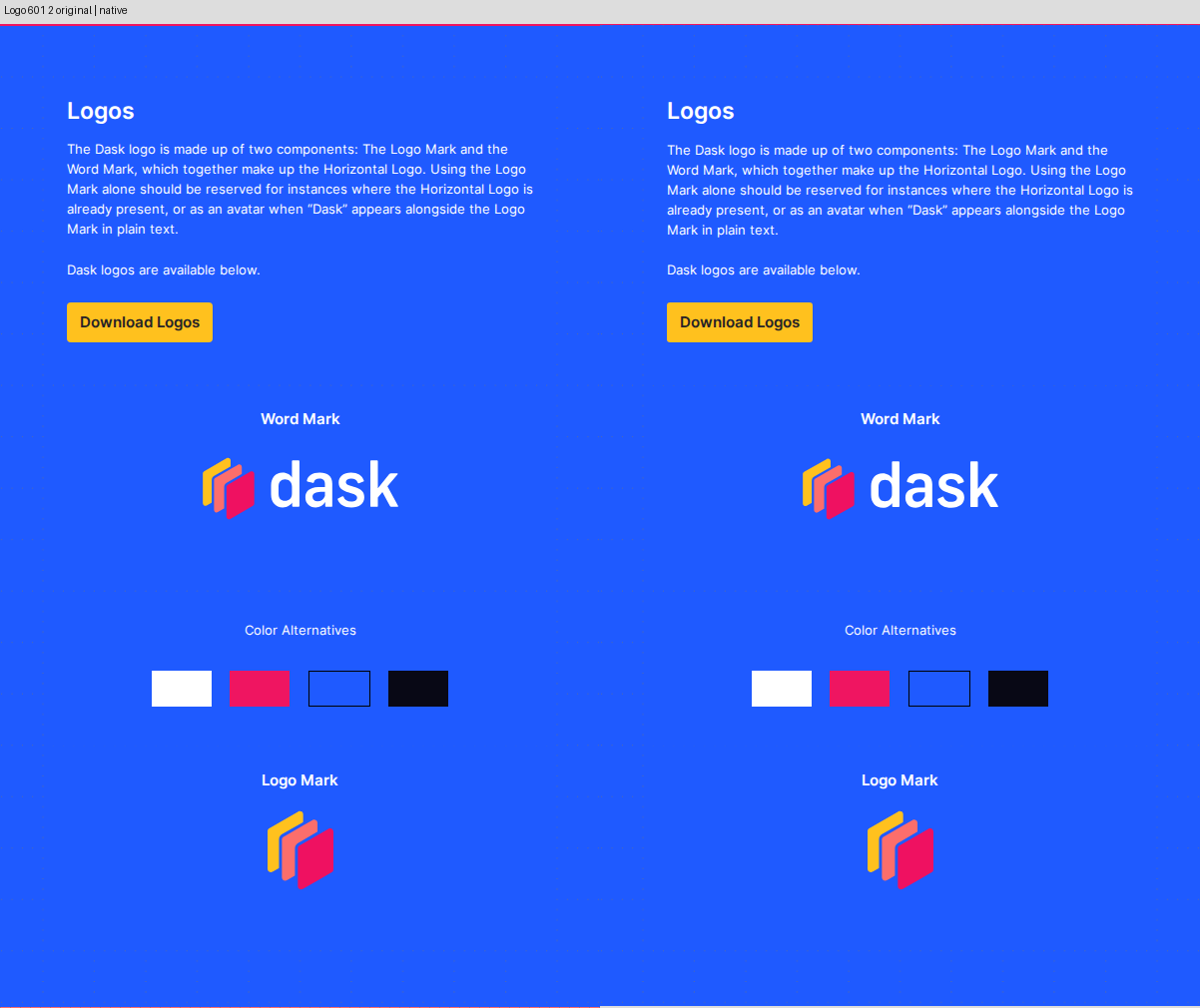 Logo 601 2 original | native
Logos
The Dask logo is made up of two components: The Logo Mark and the
Word Mark, which together make up the Horizontal Logo. Using the Logo
Mark alone should be reserved for instances where the Horizontal Logo is
already present, or as an avatar when “Dask” appears alongside the Logo
Mark in plain text.
Dask logos are available below.
Download Logos
Word Mark
dask
Color Alternatives
Logo Mark
Logos
The Dask logo is made up of two components: The Logo Mark and the
Word Mark, which together make up the Horizontal Logo. Using the Logo
Mark alone should be reserved for instances where the Horizontal Logo is
already present, or as an avatar when “Dask” appears alongside the Logo
Mark in plain text.
Dask logos are available below.
Download Logos
Word Mark
dask
Color Alternatives
Logo Mark